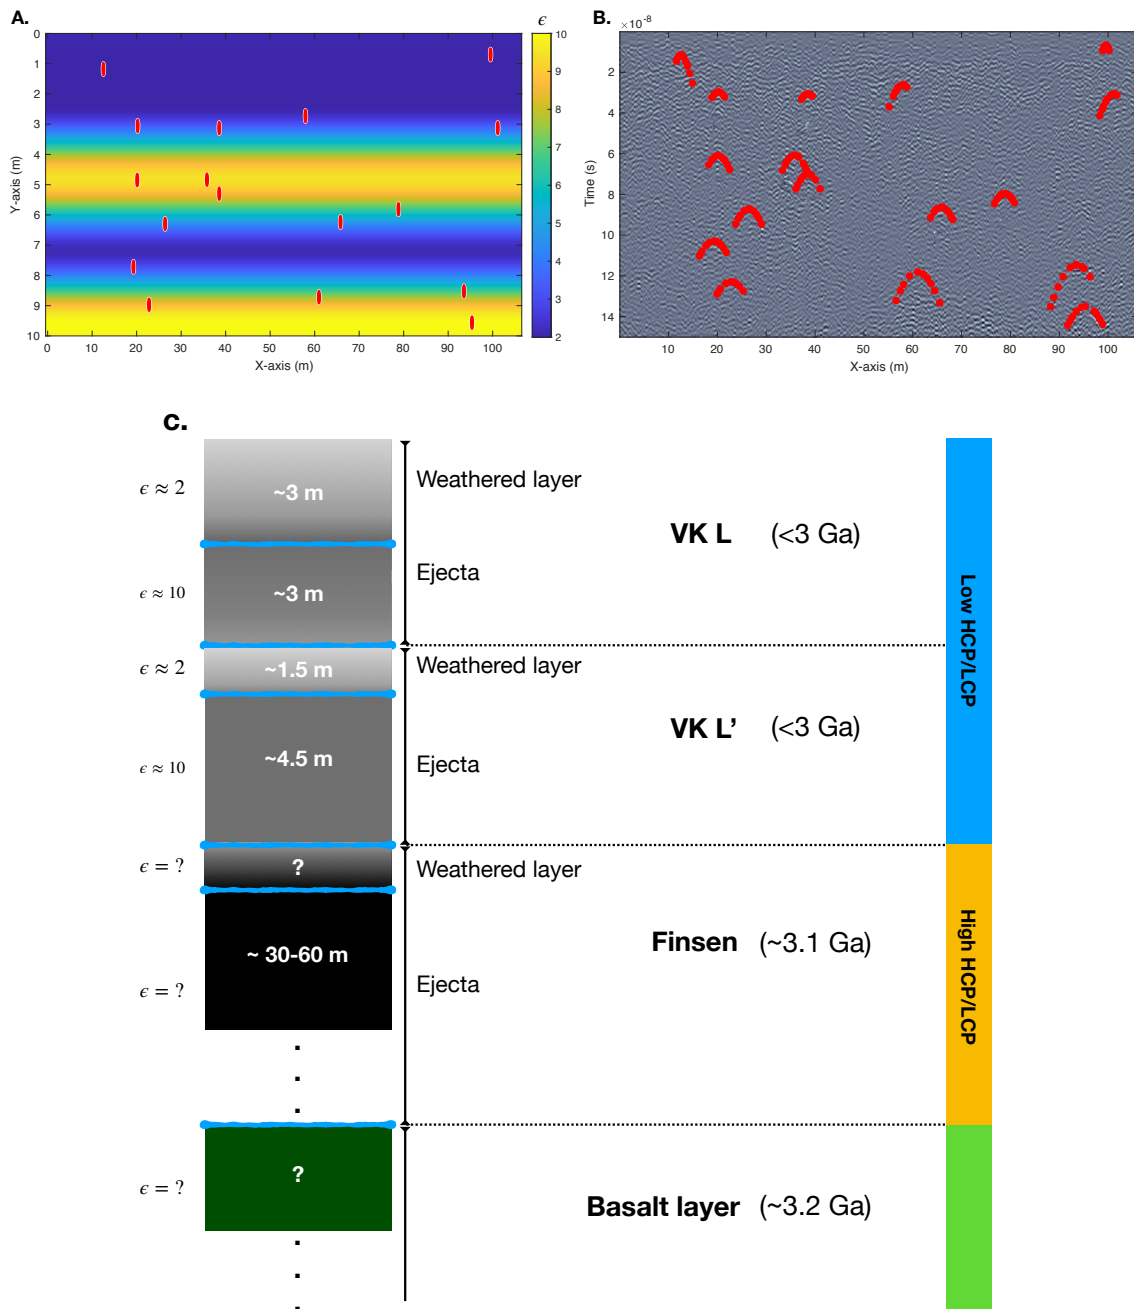 A.
ϵ
0
1
2
3
4
5
6
7
8
9
10
Y-axis (m)
0 10 20 30 40 50 60 70 80 90 100
X-axis (m)
10
9
8
7
6
5
4
3
2
B.
×10⁻⁸
2
4
6
8
10
12
14
Time (s)
10 20 30 40 50 60 70 80 90 100
X-axis (m)
C.
ϵ ≈ 2
~3 m
Weathered layer
VK L (<3 Ga)
ϵ ≈ 10
~3 m
Ejecta
Low HCP/LCP
ϵ ≈ 2
~1.5 m
Weathered layer
VK L’ (<3 Ga)
ϵ ≈ 10
~4.5 m
Ejecta
ϵ = ?
?
Weathered layer
Finsen (~3.1 Ga)
High HCP/LCP
~ 30-60 m
ϵ = ?
Ejecta
ϵ = ?
?
Basalt layer (~3.2 Ga)